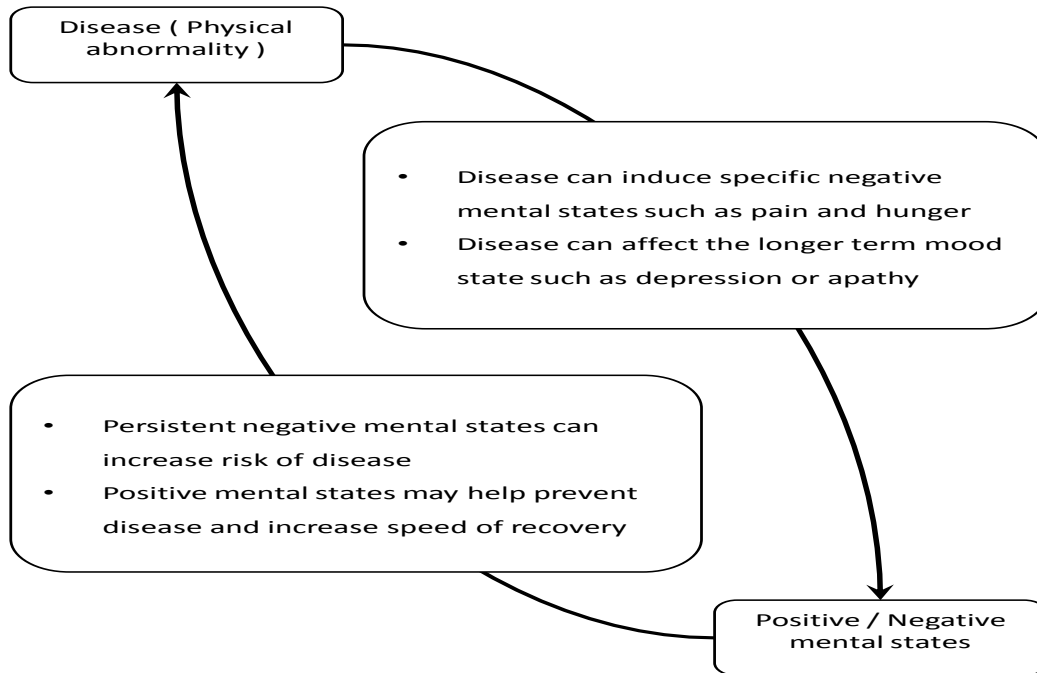 Disease ( Physical
abnormality )
• Disease can induce specific negative
mental states such as pain and hunger
• Disease can affect the longer term mood
state such as depression or apathy
• Persistent negative mental states can
increase risk of disease
• Positive mental states may help prevent
disease and increase speed of recovery
Positive / Negative
mental states